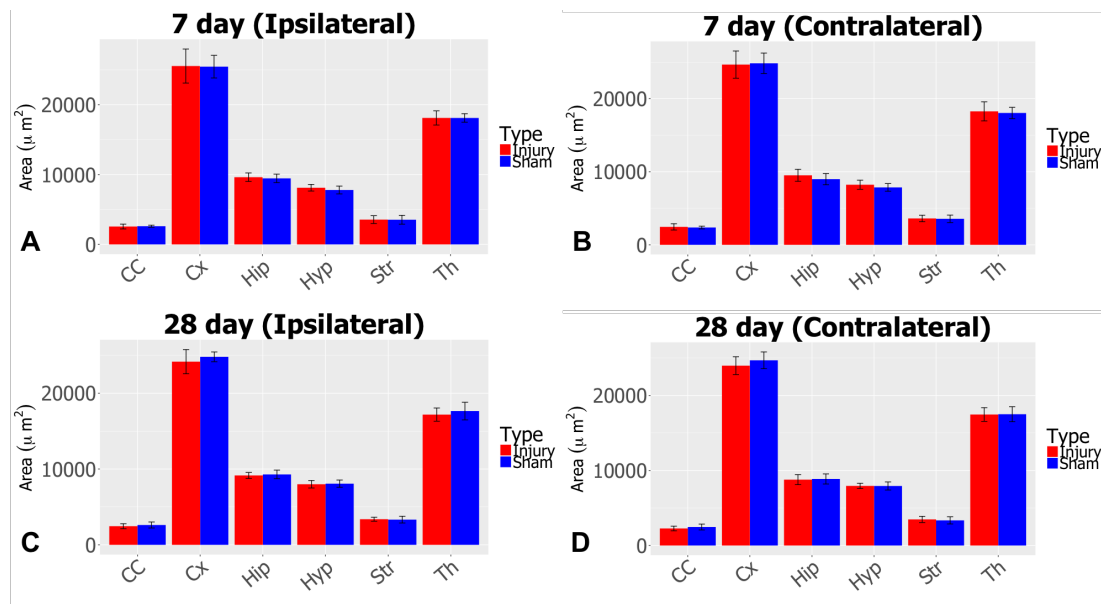 7 day (Ipsilateral)
Area (μ m²)
20000
10000
0
CC Cx Hip Hyp Str Th
Type
Injury
Sham
A
7 day (Contralateral)
Area (μ m²)
20000
10000
0
CC Cx Hip Hyp Str Th
Type
Injury
Sham
B
28 day (Ipsilateral)
Area (μ m²)
20000
10000
0
CC Cx Hip Hyp Str Th
Type
Injury
Sham
C
28 day (Contralateral)
Area (μ m²)
20000
10000
0
CC Cx Hip Hyp Str Th
Type
Injury
Sham
D